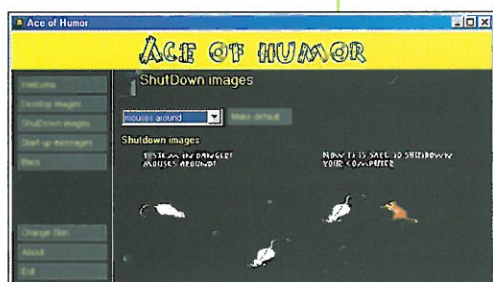 Ace of Humor
ACE OF HUMOR
Welcome
Desktop images
ShutDown images
Start up messages
Back
Change Skin
About
Exit
ShutDown images
mouses around
Make default
Shutdown images
SYSTEM IN DANGER!
MOUSES AROUND!
NOW IT IS SAFE TO SHUTDOWN
YOUR COMPUTER